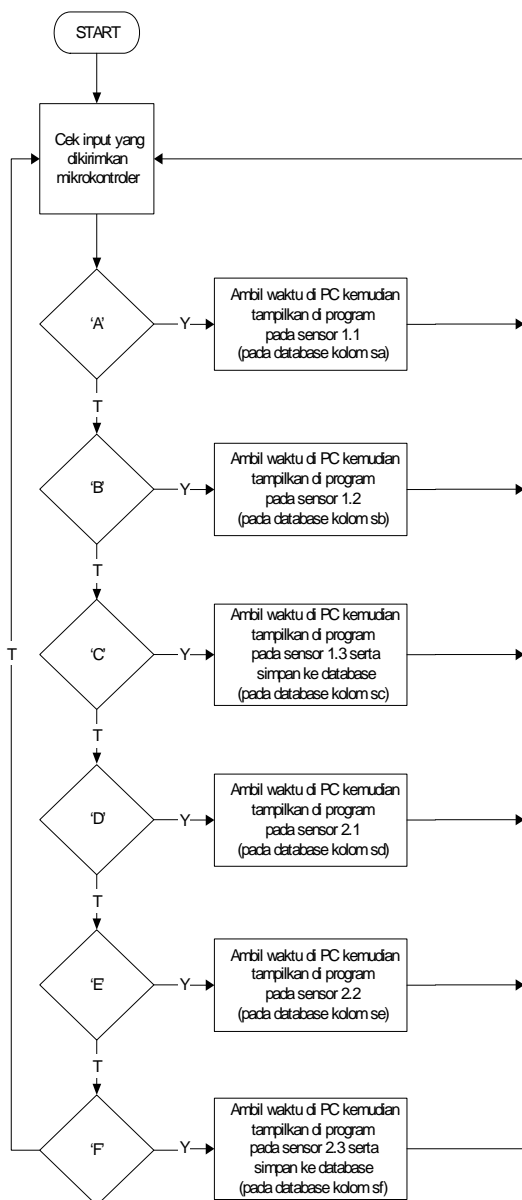 START
Cek input yang
dikirimkan
mikrokontroler
‘A’
Y
Ambil waktu di PC kemudian
tampilkan di program
pada sensor 1.1
(pada database kolom sa)
T
‘B’
Y
Ambil waktu di PC kemudian
tampilkan di program
pada sensor 1.2
(pada database kolom sb)
T
‘C’
Y
Ambil waktu di PC kemudian
tampilkan di program
pada sensor 1.3 serta
simpan ke database
(pada database kolom sc)
T
T
‘D’
Y
Ambil waktu di PC kemudian
tampilkan di program
pada sensor 2.1
(pada database kolom sd)
T
‘E’
Y
Ambil waktu di PC kemudian
tampilkan di program
pada sensor 2.2
(pada database kolom se)
T
‘F’
Y
Ambil waktu di PC kemudian
tampilkan di program
pada sensor 2.3 serta
simpan ke database
(pada database kolom sf)